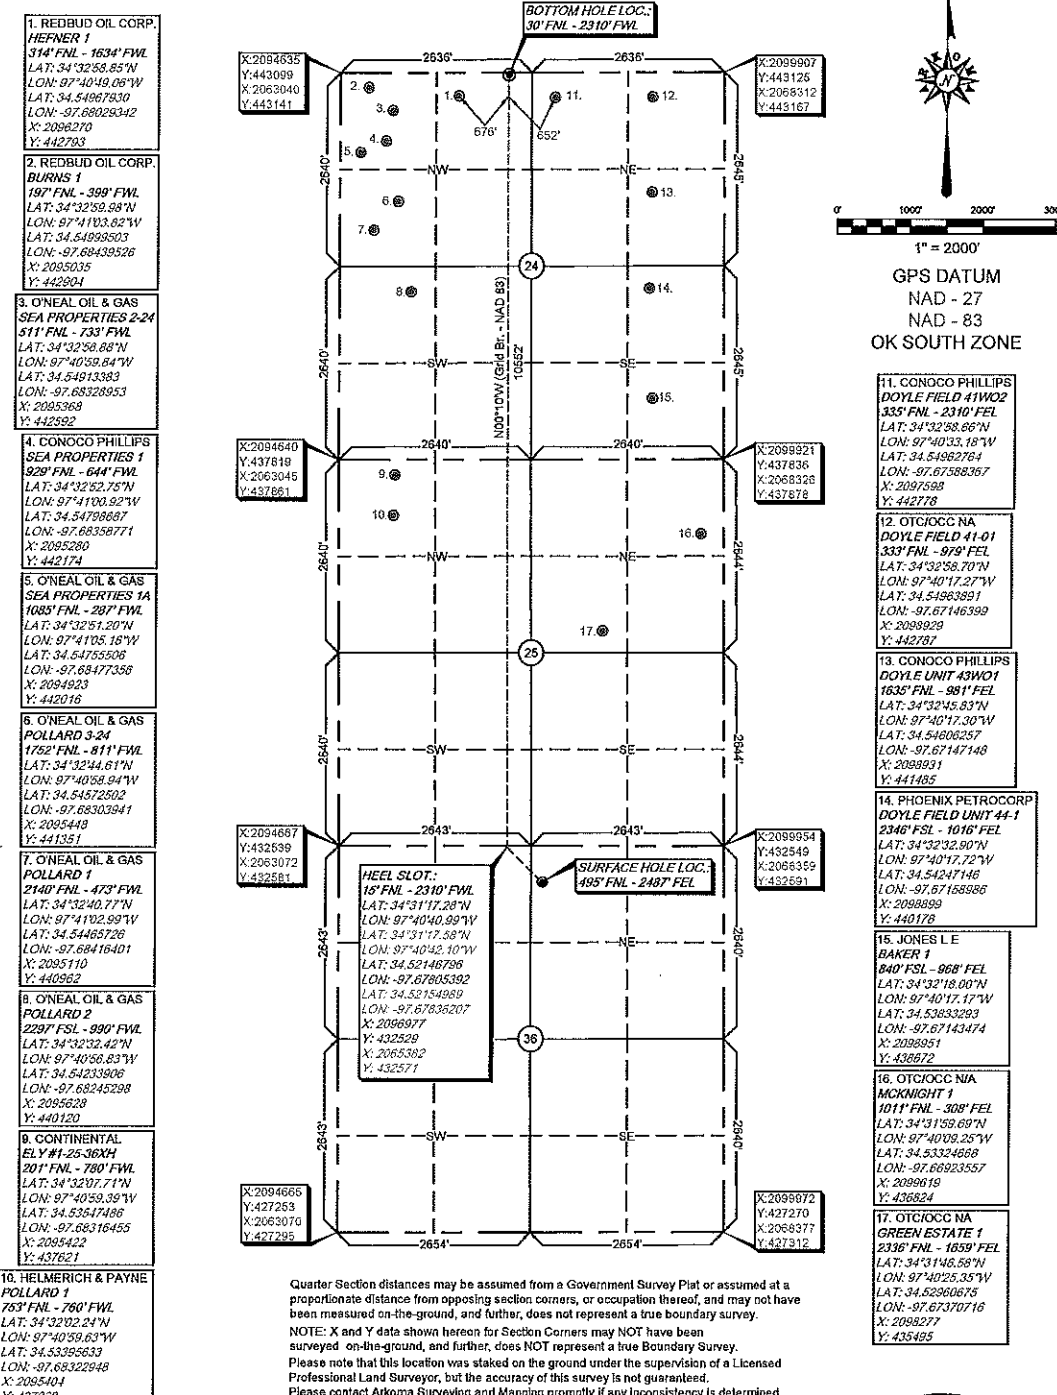 1. REDBUD OIL CORP.
HEFNER 1
314' FNL - 1634' FWL
LAT: 34°32'58.85"N
LON: 97°40'49.06"W
LAT: 34.54967930
LON: -97.68029342
X: 2096270
Y: 442793
2. REDBUD OIL CORP.
BURNS 1
197' FNL - 399' FWL
LAT: 34°32'59.98"N
LON: 97°41'03.82"W
LAT: 34.54999503
LON: -97.68439526
X: 2095035
Y: 442904
3. O'NEAL OIL & GAS
SEA PROPERTIES 2-24
511' FNL - 733' FWL
LAT: 34°32'56.88"N
LON: 97°40'59.84"W
LAT: 34.54913383
LON: -97.68328953
X: 2095368
Y: 442592
4. CONOCO PHILLIPS
SEA PROPERTIES 1
929' FNL - 644' FWL
LAT: 34°32'52.75"N
LON: 97°41'00.92"W
LAT: 34.54798687
LON: -97.68358771
X: 2095280
Y: 442174
5. O'NEAL OIL & GAS
SEA PROPERTIES 1A
1085' FNL - 287' FWL
LAT: 34°32'51.20"N
LON: 97°41'05.18"W
LAT: 34.54755506
LON: -97.68477356
X: 2094923
Y: 442016
6. O'NEAL OIL & GAS
POLLARD 3-24
1752' FNL - 811' FWL
LAT: 34°32'44.61"N
LON: 97°40'58.94"W
LAT: 34.54572502
LON: -97.68303941
X: 2095448
Y: 441351
7. O'NEAL OIL & GAS
POLLARD 1
2140' FNL - 473' FWL
LAT: 34°32'40.77"N
LON: 97°41'02.99"W
LAT: 34.54465726
LON: -97.68416401
X: 2095110
Y: 440962
8. O'NEAL OIL & GAS
POLLARD 2
2297' FSL - 990' FWL
LAT: 34°32'32.42"N
LON: 97°40'56.83"W
LAT: 34.54233906
LON: -97.68245298
X: 2095628
Y: 440120
9. CONTINENTAL
ELY #1-25-36XH
201' FNL - 780' FWL
LAT: 34°32'07.71"N
LON: 97°40'59.39"W
LAT: 34.53547486
LON: -97.68316455
X: 2095422
Y: 437621
10. HELMERICH & PAYNE
POLLARD 1
753' FNL - 760' FWL
LAT: 34°32'02.24"N
LON: 97°40'59.63"W
LAT: 34.53395633
LON: -97.68322948
X: 2095404
BOTTOM HOLE LOC.:
30' FNL - 2310' FWL
X:2094635
Y:443099
X:2063040
Y:443141
2636'
X:2099907
Y:443125
X:2068312
Y:443167
2.
3.
4.
5.
6.
7.
8.
1.
11.
12.
676'
652'
13.
14.
15.
NW
NE
SW
SE
24
2640'
2640'
2645'
2645'
N00°10'W (Grid Br. - NAD 83)
10552'
X:2094640
Y:437819
X:2063045
Y:437861
2640'
2640'
X:2099921
Y:437836
X:2068326
Y:437878
9.
10.
16.
17.
NW
NE
SW
SE
25
2640'
2640'
2644'
2644'
X:2094667
Y:432539
X:2063072
Y:432581
2643'
2643'
X:2099954
Y:432549
X:2068359
Y:432591
HEEL SLOT.:
15' FNL - 2310' FWL
LAT: 34°31'17.28"N
LON: 97°40'40.99"W
LAT: 34°31'17.58"N
LON: 97°40'42.10"W
LAT: 34.52146796
LON: -97.67805392
LAT: 34.52154989
LON: -97.67836207
X: 2096977
Y: 432529
X: 2065382
Y: 432571
SURFACE HOLE LOC.:
495' FNL - 2487' FEL
NE
SW
SE
36
2643'
2643'
2640'
2640'
X:2094665
Y:427253
X:2063070
Y:427295
2654'
2654'
X:2099972
Y:427270
X:2068377
Y:427312
N
0' 1000' 2000'
1" = 2000'
GPS DATUM
NAD - 27
NAD - 83
OK SOUTH ZONE
11. CONOCO PHILLIPS
DOYLE FIELD 41WO2
335' FNL - 2310' FEL
LAT: 34°32'58.66"N
LON: 97°40'33.18"W
LAT: 34.54962764
LON: -97.67588367
X: 2097598
Y: 442778
12. OTC/OCC NA
DOYLE FIELD 41-01
333' FNL - 979' FEL
LAT: 34°32'58.70"N
LON: 97°40'17.27"W
LAT: 34.54963891
LON: -97.67146399
X: 2098929
Y: 442787
13. CONOCO PHILLIPS
DOYLE UNIT 43WO1
1635' FNL - 981' FEL
LAT: 34°32'45.83"N
LON: 97°40'17.30"W
LAT: 34.54606257
LON: -97.67147148
X: 2098931
Y: 441485
14. PHOENIX PETROCORP
DOYLE FIELD UNIT 44-1
2346' FSL - 1016' FEL
LAT: 34°32'32.90"N
LON: 97°40'17.72"W
LAT: 34.54247146
LON: -97.67158986
X: 2098899
Y: 440178
15. JONES L E
BAKER 1
840' FSL - 968' FEL
LAT: 34°32'18.00"N
LON: 97°40'17.17"W
LAT: 34.53833293
LON: -97.67143474
X: 2098951
Y: 438672
16. OTC/OCC N/A
MCKNIGHT 1
1011' FNL - 308' FEL
LAT: 34°31'59.69"N
LON: 97°40'09.25"W
LAT: 34.53324668
LON: -97.66923557
X: 2099619
Y: 436824
17. OTC/OCC NA
GREEN ESTATE 1
2336' FNL - 1659' FEL
LAT: 34°31'46.58"N
LON: 97°40'25.35"W
LAT: 34.52960675
LON: -97.67370716
X: 2098277
Y: 435495
Quarter Section distances may be assumed from a Government Survey Plat or assumed at a
proportionate distance from opposing section corners, or occupation thereof, and may not have
been measured on-the-ground, and further, does not represent a true boundary survey.
NOTE: X and Y data shown hereon for Section Corners may NOT have been
surveyed on-the-ground, and further, does NOT represent a true Boundary Survey.
Please note that this location was staked on the ground under the supervision of a Licensed
Professional Land Surveyor, but the accuracy of this survey is not guaranteed.
Please contact Arkoma Surveying and Mapping promptly if any inconsistency is determined